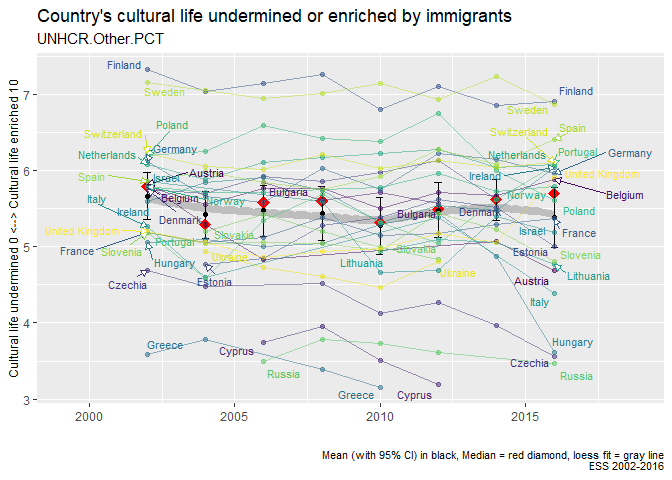 Country's cultural life undermined or enriched by immigrants
UNHCR.Other.PCT
Cultural life undermined 0 -- Cultural life enriched 10
7
6
5
4
3
Finland
Finland
Sweden
Sweden
Switzerland
Poland
Switzerland
Spain
Netherlands
Germany
Netherlands
Portugal
Germany
Spain
Israel
Austria
Ireland
United Kingdom
Italy
Belgium
Norway
Bulgaria
Norway
Belgium
Ireland
Denmark
Bulgaria
Denmark
Poland
United Kingdom
Slovakia
Israel
France
France
Portugal
Slovakia
Estonia
Slovenia
Ukraine
Slovenia
Hungary
Lithuania
Ukraine
Lithuania
Czechia
Estonia
Austria
Italy
Greece
Cyprus
Hungary
Czechia
Russia
Russia
Greece
Cyprus
2000
2005
2010
2015
Mean (with 95% CI) in black, Median = red diamond, loess fit = gray line
ESS 2002-2016